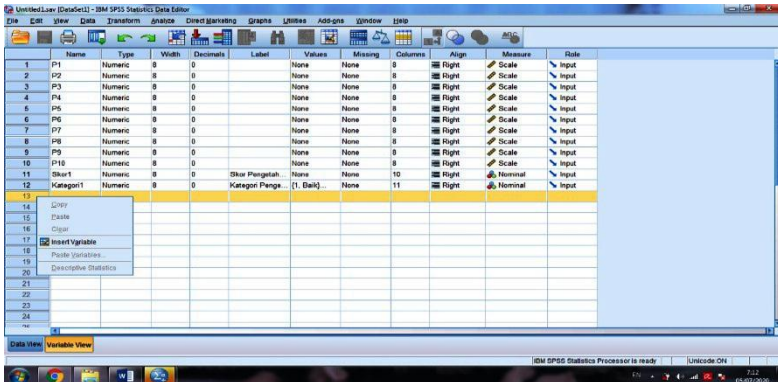 Untitled1.sav [DataSet1] - IBM SPSS Statistics Data Editor
File Edit View Data Transform Analyze Direct Marketing Graphs Utilities Add-ons Window Help
Name Type Width Decimals Label Values Missing Columns Align Measure Role
1 P1 Numeric 8 0 None None 8 Right Scale Input
2 P2 Numeric 8 0 None None 8 Right Scale Input
3 P3 Numeric 8 0 None None 8 Right Scale Input
4 P4 Numeric 8 0 None None 8 Right Scale Input
5 P5 Numeric 8 0 None None 8 Right Scale Input
6 P6 Numeric 8 0 None None 8 Right Scale Input
7 P7 Numeric 8 0 None None 8 Right Scale Input
8 P8 Numeric 8 0 None None 8 Right Scale Input
9 P9 Numeric 8 0 None None 8 Right Scale Input
10 P10 Numeric 8 0 None None 8 Right Scale Input
11 Skor1 Numeric 8 0 Skor Pengetah... None None 10 Right Nominal Input
12 Kategori1 Numeric 8 0 Kategori Penge... {1, Baik}... None 11 Right Nominal Input
13
14 Copy
15 Paste
16 Clear
17 Insert Variable
18 Paste Variables...
19 Descriptive Statistics
20
21
22
23
24
Data View Variable View
IBM SPSS Statistics Processor is ready Unicode:ON
EN 7:12
05/07/2020